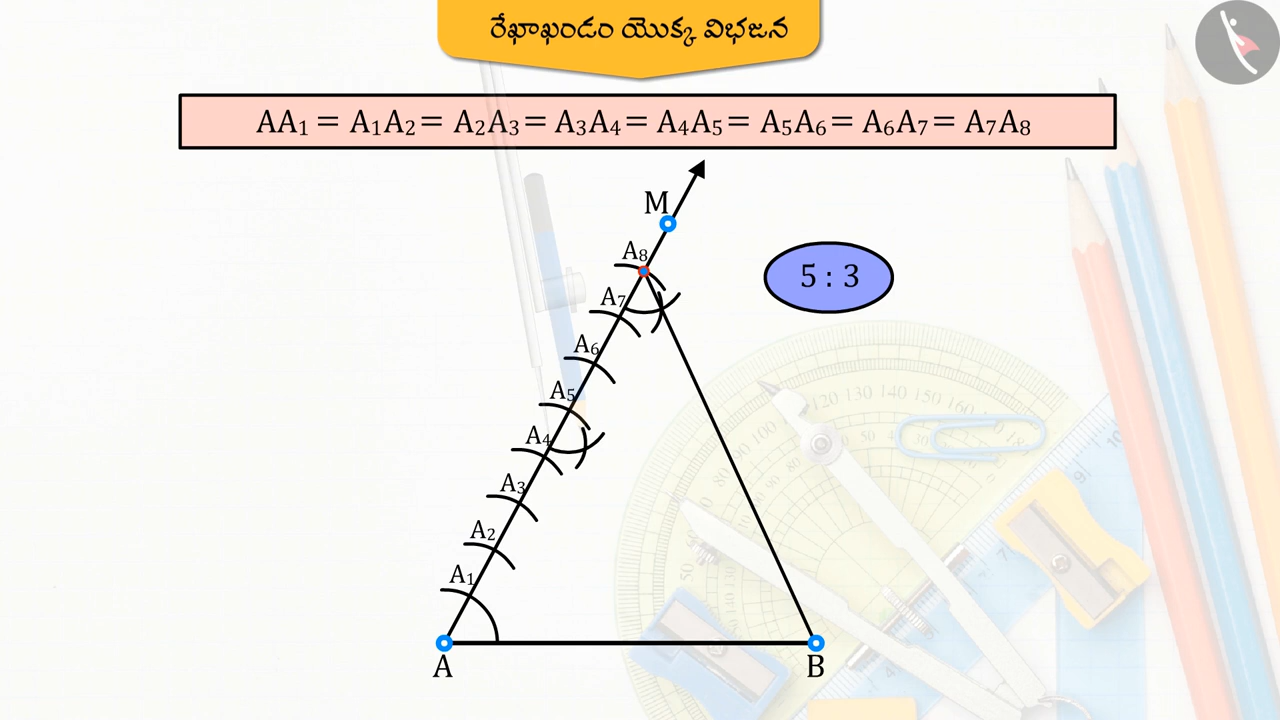 రేఖాఖండం యొక్క విభజన
AA₁ = A₁A₂ = A₂A₃ = A₃A₄ = A₄A₅ = A₅A₆ = A₆A₇ = A₇A₈
M
A₈
5 : 3
A₇
A₆
A₅
A₄
A₃
A₂
A₁
A B